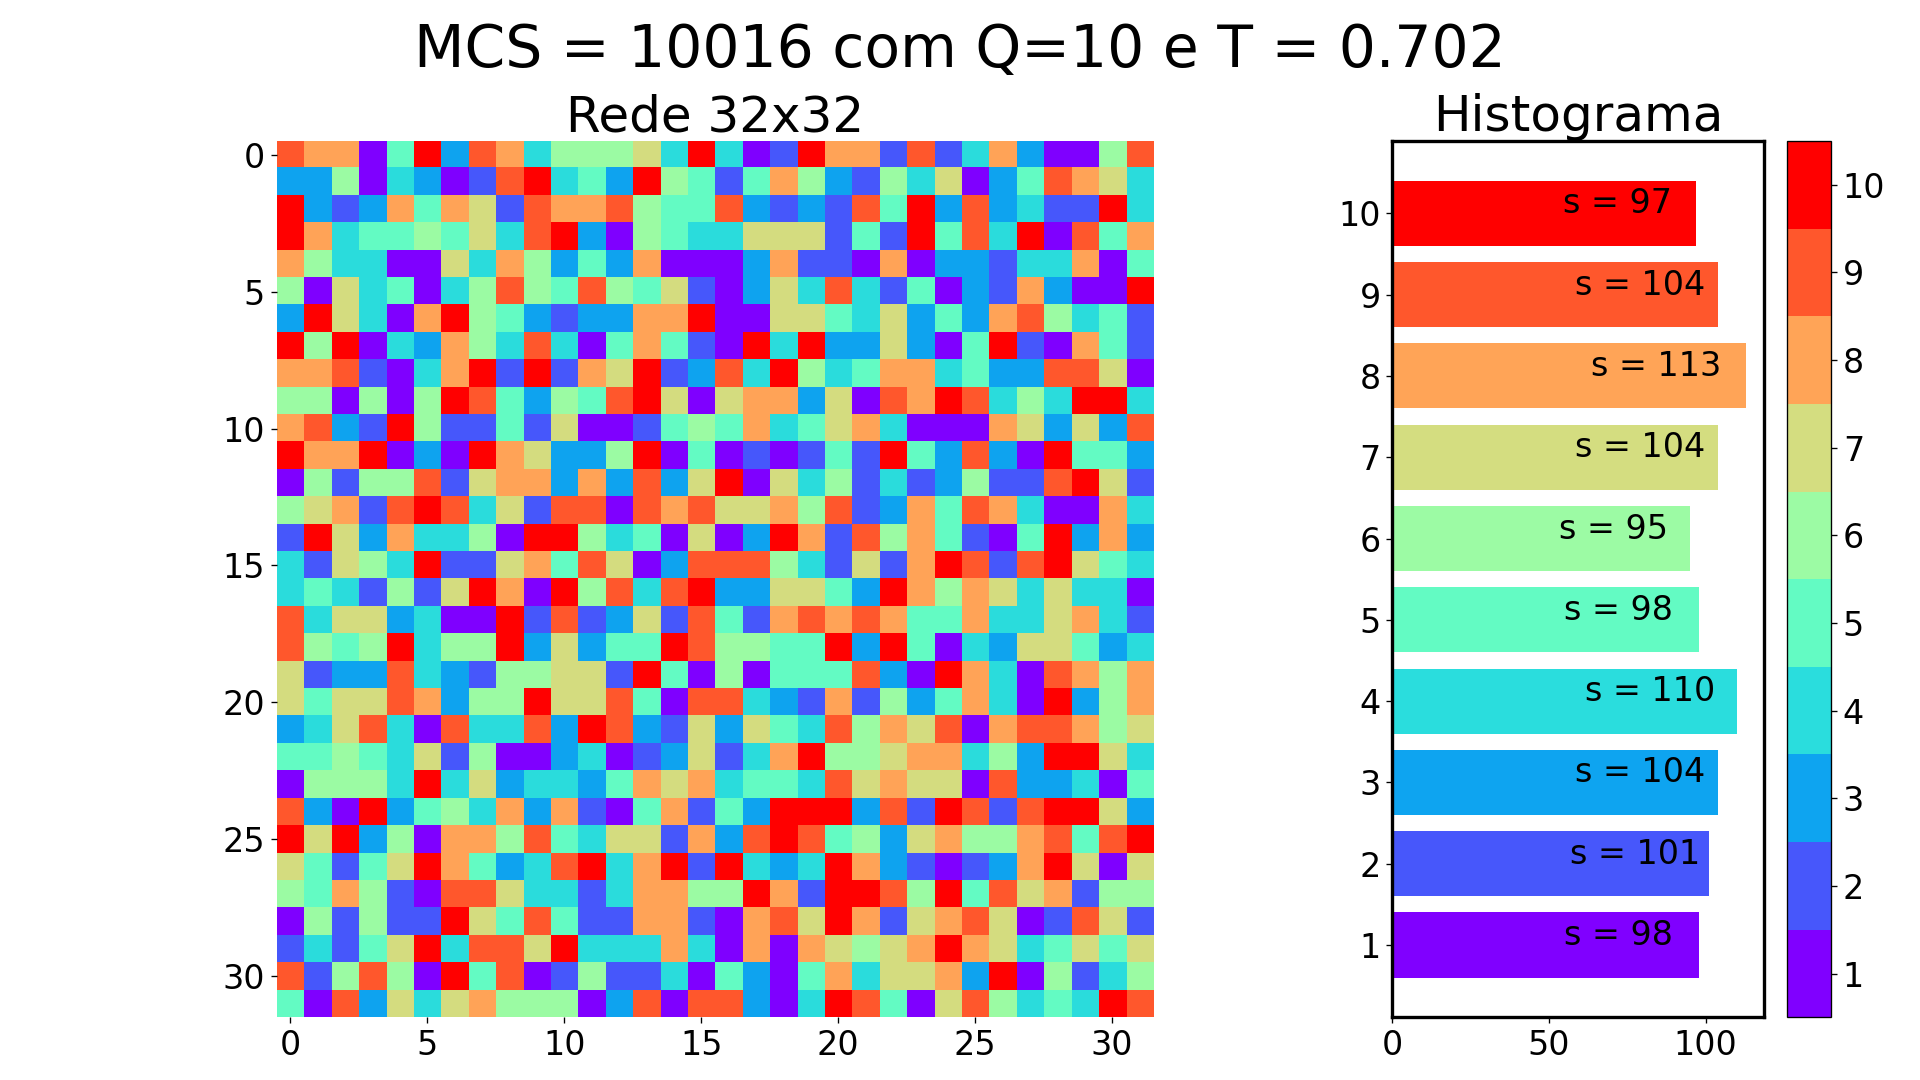 MCS = 10016 com Q=10 e T = 0.702
Rede 32x32
0
5
10
15
20
25
30
0 5 10 15 20 25 30
Histograma
10 s = 97
9 s = 104
8 s = 113
7 s = 104
6 s = 95
5 s = 98
4 s = 110
3 s = 104
2 s = 101
1 s = 98
0 50 100
10
9
8
7
6
5
4
3
2
1